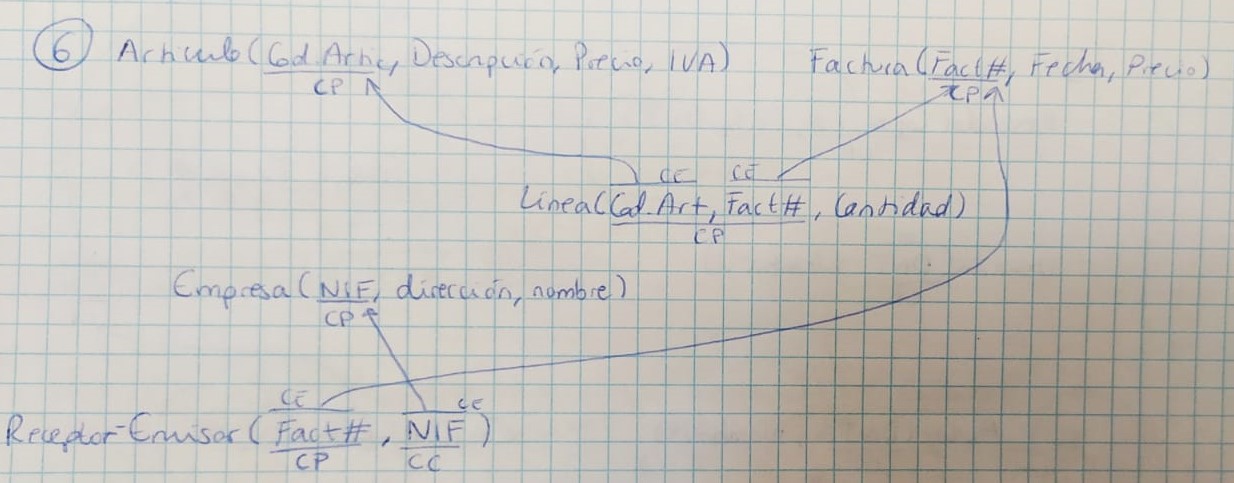 6 Articulo (Cod. Artic, Descripción, Precio, IVA) Factura (Fact#, Fecha, Precio)
CP CP
CE CE
Linea (Cod. Art, Fact#, Cantidad)
CP
Empresa (NIF, dirección, nombre)
CP
CE CE
Receptor-Emisor (Fact#, NIF)
CP CC